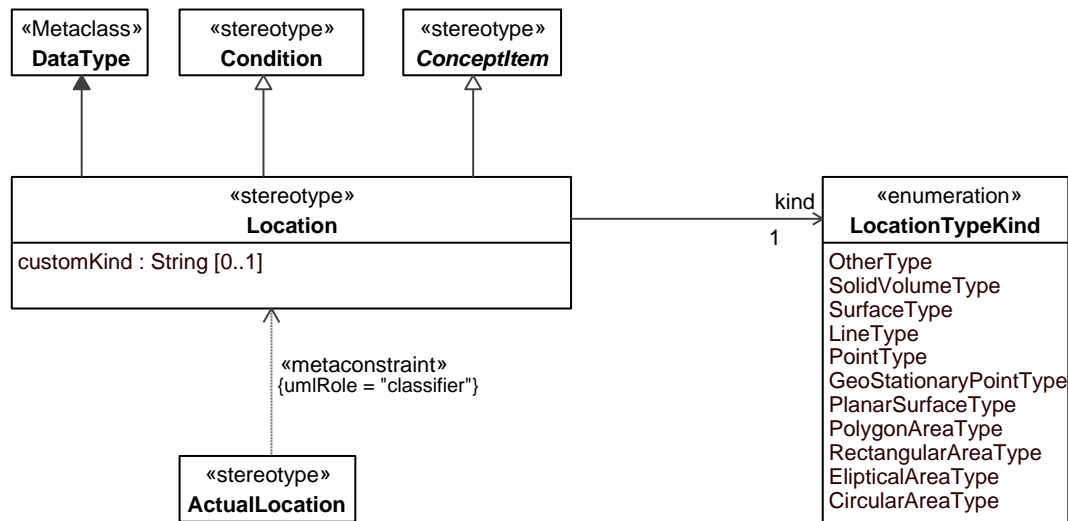 «Metaclass»
DataType
«stereotype»
Condition
«stereotype»
ConceptItem
«stereotype»
Location
customKind : String [0..1]
kind
1
«enumeration»
LocationTypeKind
OtherType
SolidVolumeType
SurfaceType
LineType
PointType
GeoStationaryPointType
PlanarSurfaceType
PolygonAreaType
RectangularAreaType
ElipticalAreaType
CircularAreaType
«metaconstraint»
{umlRole = "classifier"}
«stereotype»
ActualLocation